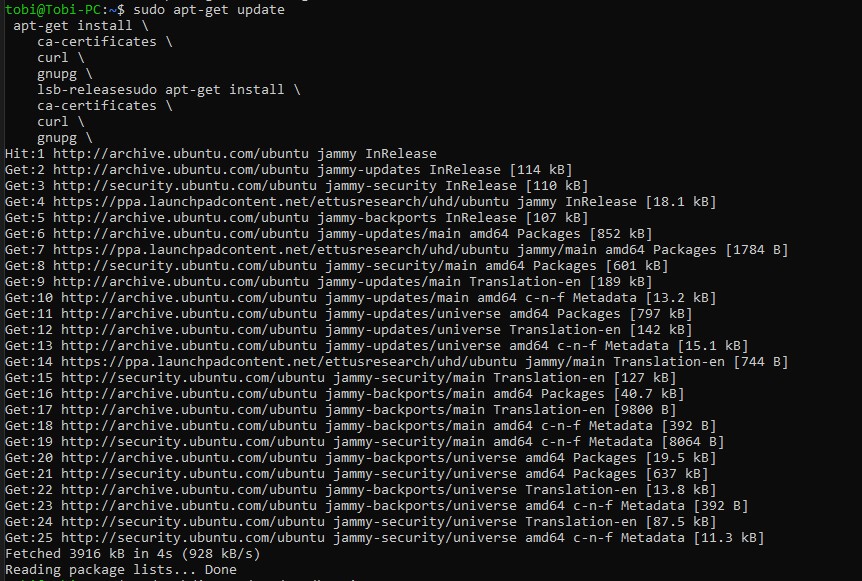 tobi@Tobi-PC:~$ sudo apt-get update
apt-get install \
ca-certificates \
curl \
gnupg \
lsb-releasesudo apt-get install \
ca-certificates \
curl \
gnupg \
Hit:1 http://archive.ubuntu.com/ubuntu jammy InRelease
Get:2 http://archive.ubuntu.com/ubuntu jammy-updates InRelease [114 kB]
Get:3 http://security.ubuntu.com/ubuntu jammy-security InRelease [110 kB]
Get:4 https://ppa.launchpadcontent.net/ettusresearch/uhd/ubuntu jammy InRelease [18.1 kB]
Get:5 http://archive.ubuntu.com/ubuntu jammy-backports InRelease [107 kB]
Get:6 http://archive.ubuntu.com/ubuntu jammy-updates/main amd64 Packages [852 kB]
Get:7 https://ppa.launchpadcontent.net/ettusresearch/uhd/ubuntu jammy/main amd64 Packages [1784 B]
Get:8 http://security.ubuntu.com/ubuntu jammy-security/main amd64 Packages [601 kB]
Get:9 http://archive.ubuntu.com/ubuntu jammy-updates/main Translation-en [189 kB]
Get:10 http://archive.ubuntu.com/ubuntu jammy-updates/main amd64 c-n-f Metadata [13.2 kB]
Get:11 http://archive.ubuntu.com/ubuntu jammy-updates/universe amd64 Packages [797 kB]
Get:12 http://archive.ubuntu.com/ubuntu jammy-updates/universe Translation-en [142 kB]
Get:13 http://archive.ubuntu.com/ubuntu jammy-updates/universe amd64 c-n-f Metadata [15.1 kB]
Get:14 https://ppa.launchpadcontent.net/ettusresearch/uhd/ubuntu jammy/main Translation-en [744 B]
Get:15 http://security.ubuntu.com/ubuntu jammy-security/main Translation-en [127 kB]
Get:16 http://archive.ubuntu.com/ubuntu jammy-backports/main amd64 Packages [40.7 kB]
Get:17 http://archive.ubuntu.com/ubuntu jammy-backports/main Translation-en [9800 B]
Get:18 http://archive.ubuntu.com/ubuntu jammy-backports/main amd64 c-n-f Metadata [392 B]
Get:19 http://security.ubuntu.com/ubuntu jammy-security/main amd64 c-n-f Metadata [8064 B]
Get:20 http://archive.ubuntu.com/ubuntu jammy-backports/universe amd64 Packages [19.5 kB]
Get:21 http://security.ubuntu.com/ubuntu jammy-security/universe amd64 Packages [637 kB]
Get:22 http://archive.ubuntu.com/ubuntu jammy-backports/universe Translation-en [13.8 kB]
Get:23 http://archive.ubuntu.com/ubuntu jammy-backports/universe amd64 c-n-f Metadata [392 B]
Get:24 http://security.ubuntu.com/ubuntu jammy-security/universe Translation-en [87.5 kB]
Get:25 http://security.ubuntu.com/ubuntu jammy-security/universe amd64 c-n-f Metadata [11.3 kB]
Fetched 3916 kB in 4s (928 kB/s)
Reading package lists... Done